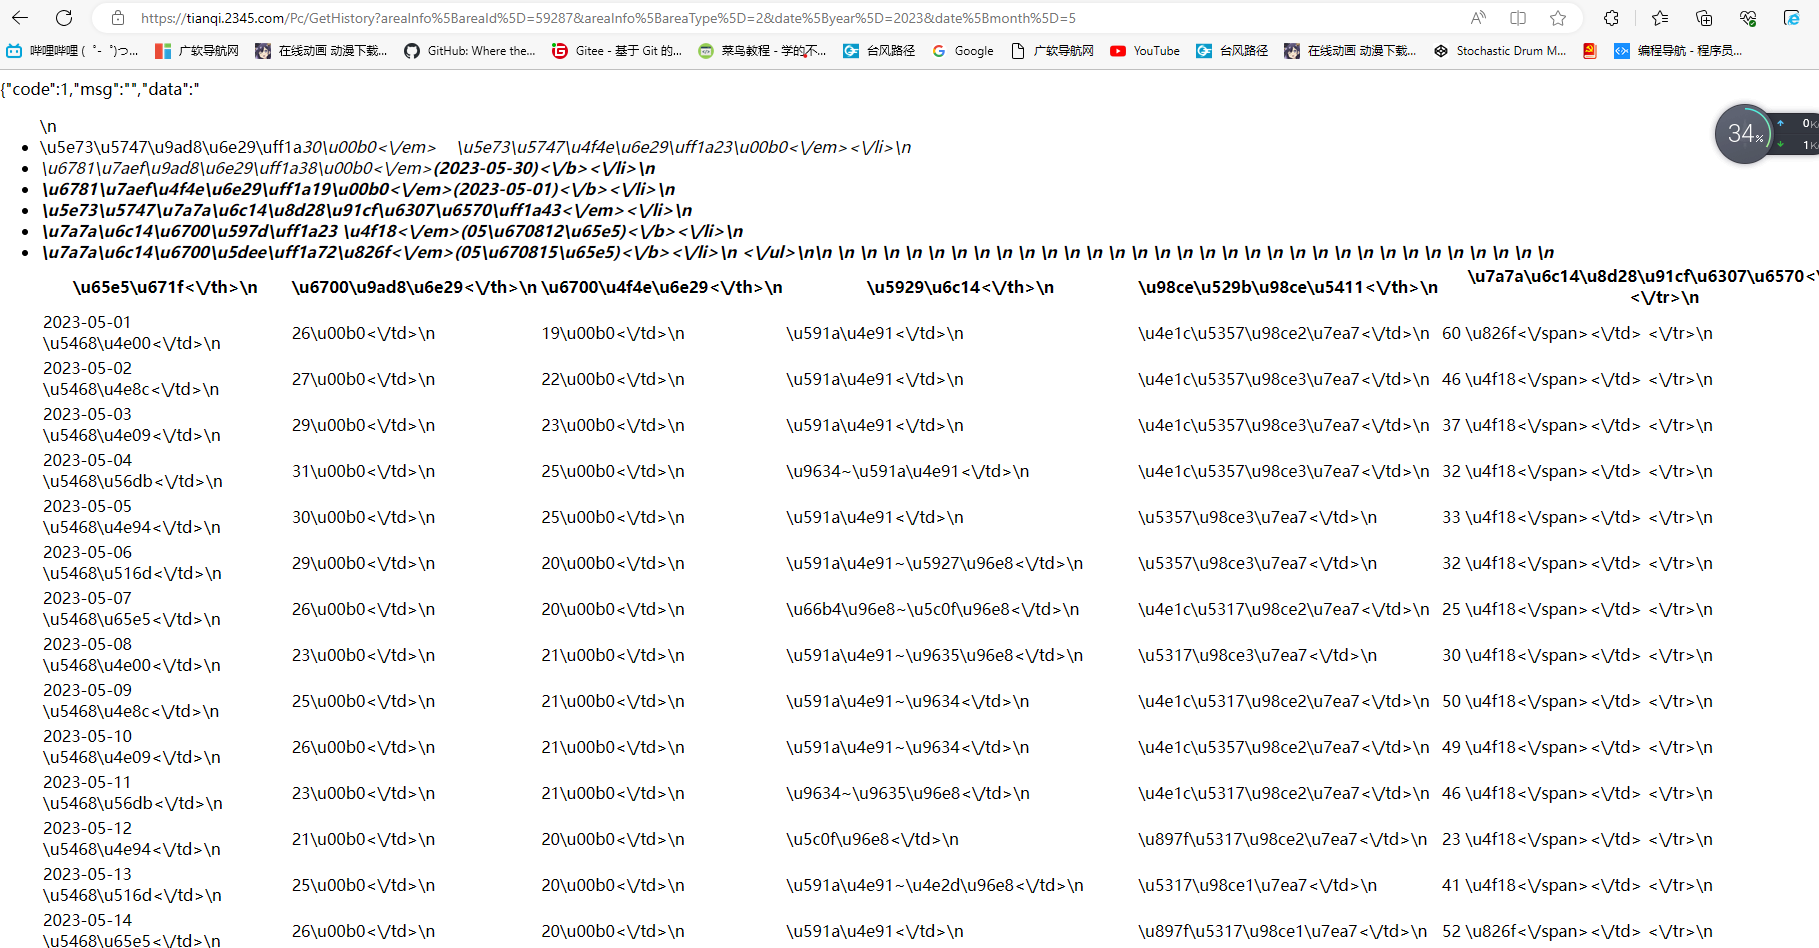 https://tianqi.2345.com/Pc/GetHistory?areaInfo%5BareaId%5D=59287&areaInfo%5BareaType%5D=2&date%5Byear%5D=2023&date%5Bmonth%5D=5
哔哩哔哩 (゜-゜)つ... 广软导航网 在线动画 动漫下载... GitHub: Where the... Gitee - 基于 Git 的... 菜鸟教程 - 学的不... 台风路径 Google 广软导航网 YouTube 台风路径 在线动画 动漫下载... Stochastic Drum M... 编程导航 - 程序员...
{"code":1,"msg":"","data":"
\n
\u5e73\u5747\u9ad8\u6e29\uff1a30\u00b0<\/em> \u5e73\u5747\u4f4e\u6e29\uff1a23\u00b0<\/em><\/li>\n
\u6781\u7aef\u9ad8\u6e29\uff1a38\u00b0<\/em>(2023-05-30)<\/b><\/li>\n
\u6781\u7aef\u4f4e\u6e29\uff1a19\u00b0<\/em>(2023-05-01)<\/b><\/li>\n
\u5e73\u5747\u7a7a\u6c14\u8d28\u91cf\u6307\u6570\uff1a43<\/em><\/li>\n
\u7a7a\u6c14\u6700\u597d\uff1a23 \u4f18<\/em>(05\u670812\u65e5)<\/b><\/li>\n
\u7a7a\u6c14\u6700\u5dee\uff1a72\u826f<\/em>(05\u670815\u65e5)<\/b><\/li>\n <\/ul>\n\n \n \n \n \n \n \n \n \n \n \n \n \n \n \n \n \n \n \n \n \n \n \n \n \n \n \n \n \n \n \n \n \n
\u65e5\u671f<\/th>\n \u6700\u9ad8\u6e29<\/th>\n \u6700\u4f4e\u6e29<\/th>\n \u5929\u6c14<\/th>\n \u98ce\u529b\u98ce\u5411<\/th>\n \u7a7a\u6c14\u8d28\u91cf\u6307\u6570<\
<\/tr>\n
2023-05-01
\u5468\u4e00<\/td>\n 26\u00b0<\/td>\n 19\u00b0<\/td>\n \u591a\u4e91<\/td>\n \u4e1c\u5357\u98ce2\u7ea7<\/td>\n 60 \u826f<\/span><\/td> <\/tr>\n
2023-05-02
\u5468\u4e8c<\/td>\n 27\u00b0<\/td>\n 22\u00b0<\/td>\n \u591a\u4e91<\/td>\n \u4e1c\u5357\u98ce3\u7ea7<\/td>\n 46 \u4f18<\/span><\/td> <\/tr>\n
2023-05-03
\u5468\u4e09<\/td>\n 29\u00b0<\/td>\n 23\u00b0<\/td>\n \u591a\u4e91<\/td>\n \u4e1c\u5357\u98ce3\u7ea7<\/td>\n 37 \u4f18<\/span><\/td> <\/tr>\n
2023-05-04
\u5468\u56db<\/td>\n 31\u00b0<\/td>\n 25\u00b0<\/td>\n \u9634~\u591a\u4e91<\/td>\n \u4e1c\u5357\u98ce3\u7ea7<\/td>\n 32 \u4f18<\/span><\/td> <\/tr>\n
2023-05-05
\u5468\u4e94<\/td>\n 30\u00b0<\/td>\n 25\u00b0<\/td>\n \u591a\u4e91<\/td>\n \u5357\u98ce3\u7ea7<\/td>\n 33 \u4f18<\/span><\/td> <\/tr>\n
2023-05-06
\u5468\u516d<\/td>\n 29\u00b0<\/td>\n 20\u00b0<\/td>\n \u591a\u4e91~\u5927\u96e8<\/td>\n \u5357\u98ce3\u7ea7<\/td>\n 32 \u4f18<\/span><\/td> <\/tr>\n
2023-05-07
\u5468\u65e5<\/td>\n 26\u00b0<\/td>\n 20\u00b0<\/td>\n \u66b4\u96e8~\u5c0f\u96e8<\/td>\n \u4e1c\u5317\u98ce2\u7ea7<\/td>\n 25 \u4f18<\/span><\/td> <\/tr>\n
2023-05-08
\u5468\u4e00<\/td>\n 23\u00b0<\/td>\n 21\u00b0<\/td>\n \u591a\u4e91~\u9635\u96e8<\/td>\n \u5317\u98ce3\u7ea7<\/td>\n 30 \u4f18<\/span><\/td> <\/tr>\n
2023-05-09
\u5468\u4e8c<\/td>\n 25\u00b0<\/td>\n 21\u00b0<\/td>\n \u591a\u4e91~\u9634<\/td>\n \u4e1c\u5317\u98ce2\u7ea7<\/td>\n 50 \u4f18<\/span><\/td> <\/tr>\n
2023-05-10
\u5468\u4e09<\/td>\n 26\u00b0<\/td>\n 21\u00b0<\/td>\n \u591a\u4e91~\u9634<\/td>\n \u4e1c\u5357\u98ce2\u7ea7<\/td>\n 49 \u4f18<\/span><\/td> <\/tr>\n
2023-05-11
\u5468\u56db<\/td>\n 23\u00b0<\/td>\n 21\u00b0<\/td>\n \u9634~\u9635\u96e8<\/td>\n \u4e1c\u5317\u98ce2\u7ea7<\/td>\n 46 \u4f18<\/span><\/td> <\/tr>\n
2023-05-12
\u5468\u4e94<\/td>\n 21\u00b0<\/td>\n 20\u00b0<\/td>\n \u5c0f\u96e8<\/td>\n \u897f\u5317\u98ce2\u7ea7<\/td>\n 23 \u4f18<\/span><\/td> <\/tr>\n
2023-05-13
\u5468\u516d<\/td>\n 25\u00b0<\/td>\n 20\u00b0<\/td>\n \u591a\u4e91~\u4e2d\u96e8<\/td>\n \u5317\u98ce1\u7ea7<\/td>\n 41 \u4f18<\/span><\/td> <\/tr>\n
2023-05-14
\u5468\u65e5<\/td>\n 26\u00b0<\/td>\n 20\u00b0<\/td>\n \u591a\u4e91<\/td>\n \u897f\u5317\u98ce1\u7ea7<\/td>\n 52 \u826f<\/span><\/td> <\/tr>\n
34%
0K
1K